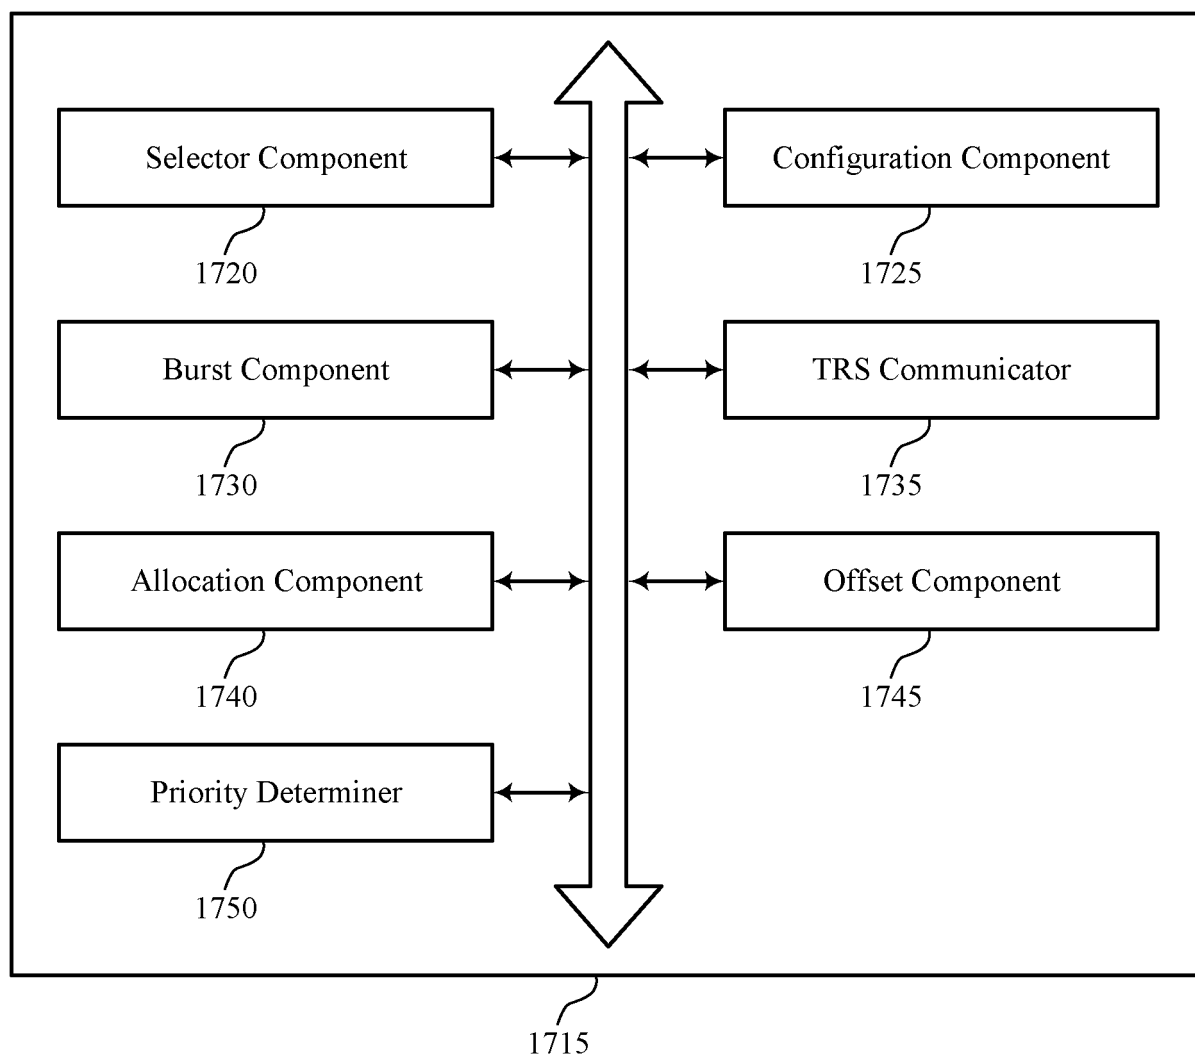 Selector Component
Configuration Component
1720
1725
Burst Component
TRS Communicator
1730
1735
Allocation Component
Offset Component
1740
1745
Priority Determiner
1750
1715